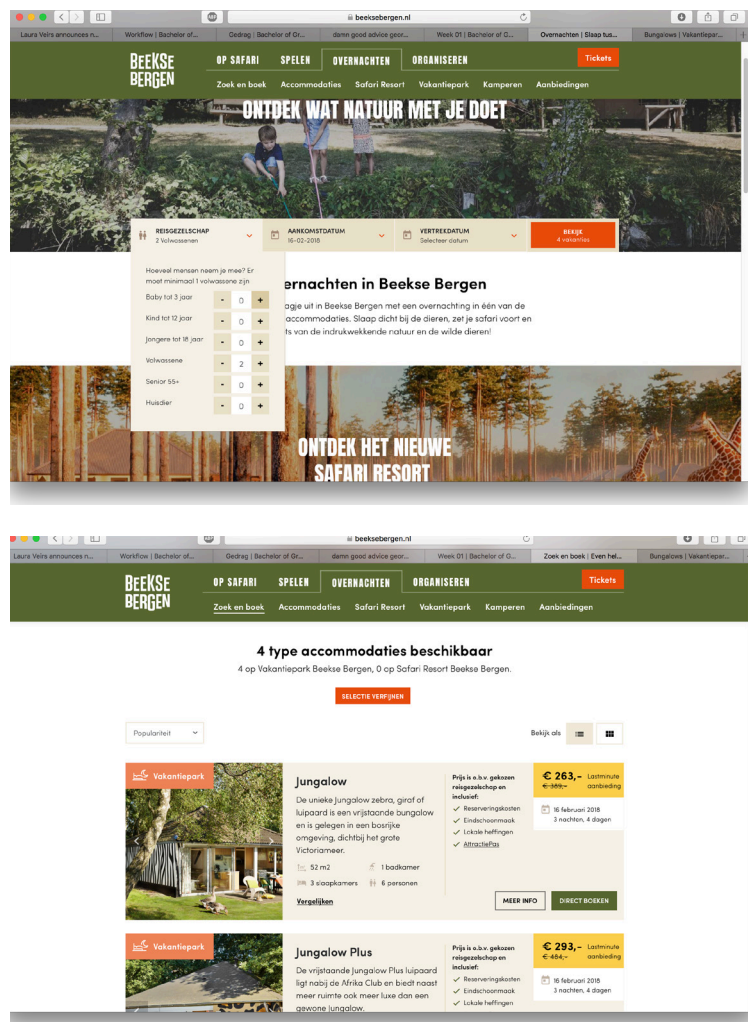 beeksebergen.nl
Laura Veirs announces n...
Workflow | Bachelor of...
Gedrag | Bachelor of Gr...
damn good advice geor...
Week 01 | Bachelor of G...
Overnachten | Slaap tus...
Bungalows | Vakantiepar...
BEEKSE
BERGEN
OP SAFARI SPELEN OVERNACHTEN ORGANISEREN
Tickets
Zoek en boek Accommodaties Safari Resort Vakantiepark Kamperen Aanbiedingen
ONTDEK WAT NATUUR MET JE DOET
REISGEZELSCHAP
2 Volwassenen
AANKOMSTDATUM
16-02-2018
VERTREKDATUM
Selecteer datum
BEKIJK
4 vakanties
Hoeveel mensen neem je mee? Er
moet minimaal 1 volwassene zijn
Baby tot 3 jaar - 0 +
Kind tot 12 jaar - 0 +
Jongere tot 18 jaar - 0 +
Volwassene - 2 +
Senior 55+ - 0 +
Huisdier - 0 +
ernachten in Beekse Bergen
agje uit in Beekse Bergen met een overnachting in één van de
accommodaties. Slaap dicht bij de dieren, zet je safari voort en
ts van de indrukwekkende natuur en de wilde dieren!
ONTDEK HET NIEUWE
SAFARI RESORT
beeksebergen.nl
Laura Veirs announces n...
Workflow | Bachelor of...
Gedrag | Bachelor of Gr...
damn good advice geor...
Week 01 | Bachelor of G...
Zoek en boek | Even hel...
Bungalows | Vakantiepar...
BEEKSE
BERGEN
OP SAFARI SPELEN OVERNACHTEN ORGANISEREN
Tickets
Zoek en boek Accommodaties Safari Resort Vakantiepark Kamperen Aanbiedingen
4 type accommodaties beschikbaar
4 op Vakantiepark Beekse Bergen, 0 op Safari Resort Beekse Bergen.
SELECTIE VERFIJNEN
Populariteit
Bekijk als
Vakantiepark
Jungalow
De unieke Jungalow zebra, giraf of
luipaard is een vrijstaande bungalow
en is gelegen in een bosrijke
omgeving, dichtbij het grote
Victoriameer.
52 m2 1 badkamer
3 slaapkamers 6 personen
Vergelijken
Prijs is o.b.v. gekozen
reisgezelschap en
inclusief:
Reserveringskosten
Eindschoonmaak
Lokale heffingen
AttractiePas
€ 263,- Lastminute
€ 389,- aanbieding
16 februari 2018
3 nachten, 4 dagen
MEER INFO
DIRECT BOEKEN
Vakantiepark
Jungalow Plus
De vrijstaande Jungalow Plus luipaard
ligt nabij de Afrika Club en biedt naast
meer ruimte ook meer luxe dan een
gewone Jungalow.
Prijs is o.b.v. gekozen
reisgezelschap en
inclusief:
Reserveringskosten
Eindschoonmaak
Lokale heffingen
€ 293,- Lastminute
€ 484,- aanbieding
16 februari 2018
3 nachten, 4 dagen